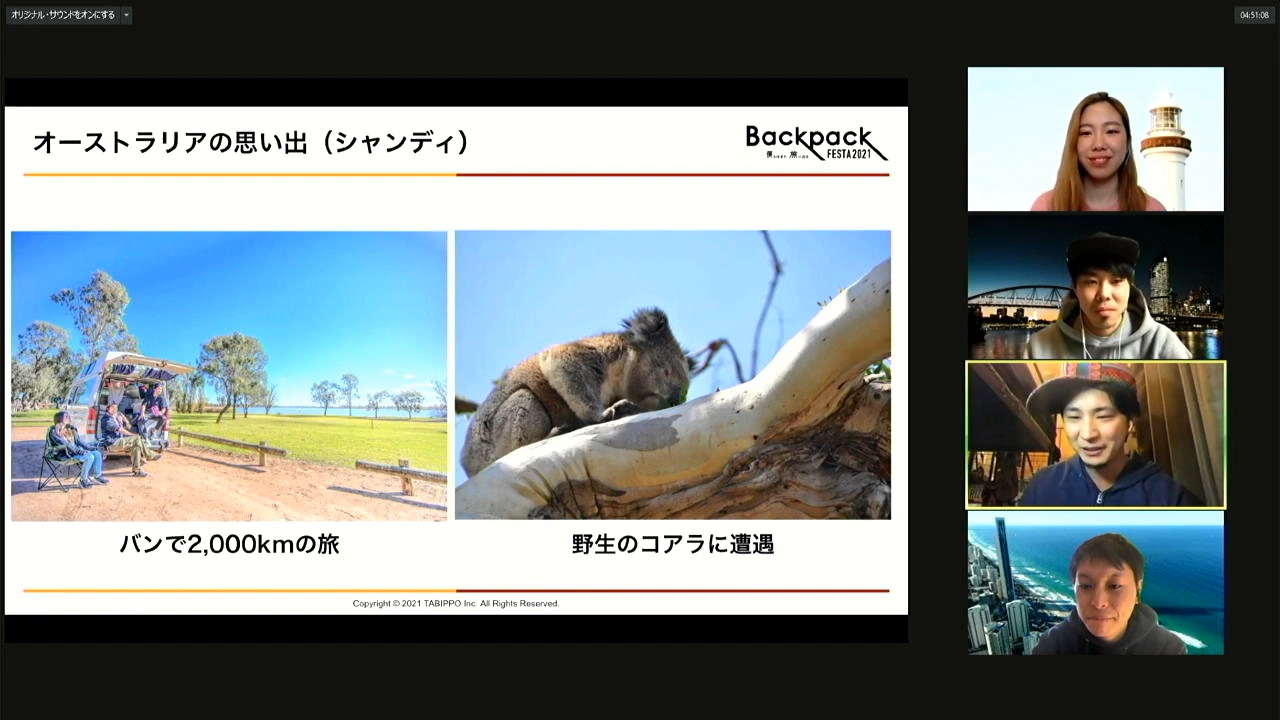 オリジナル・サウンドをオンにする
04:51:08
オーストラリアの思い出（シャンディ）
Backpack
FESTA2021
バンで2,000kmの旅
野生のコアラに遭遇
Copyright © 2021 TABIPPO Inc. All Rights Reserved.